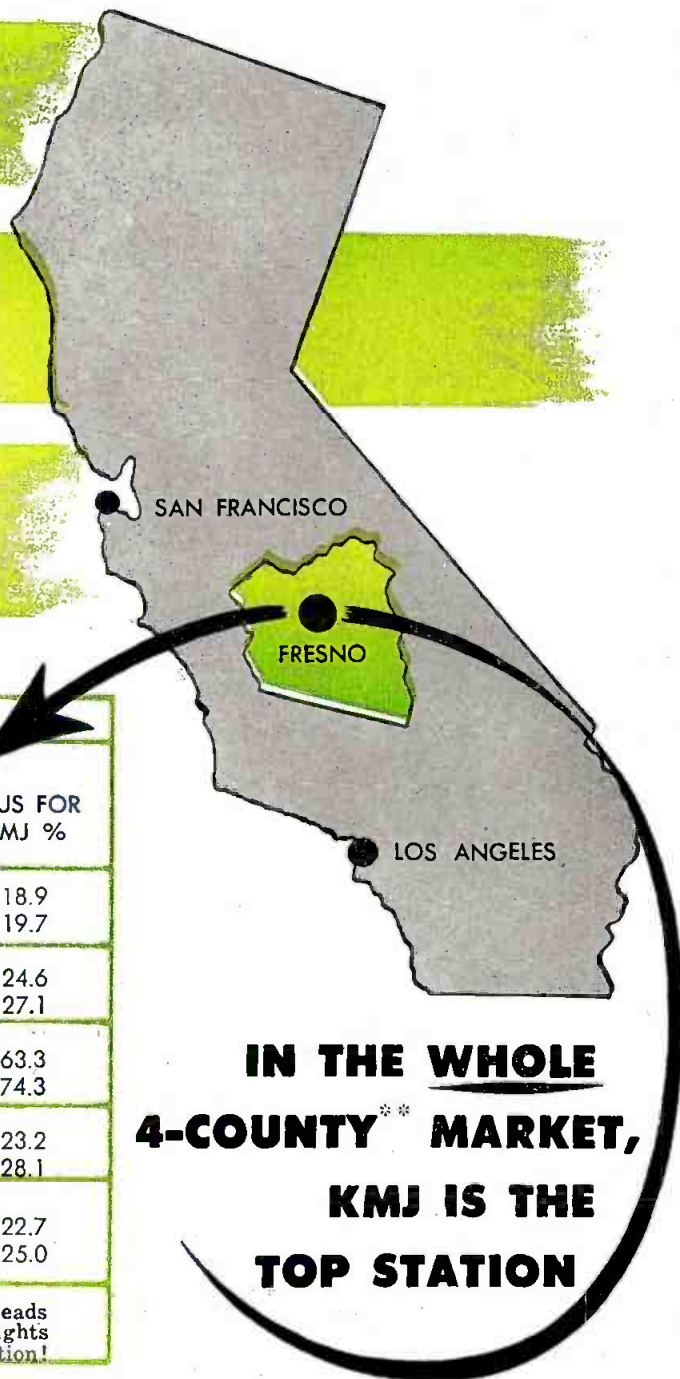 SAN FRANCISCO
FRESNO
LOS ANGELES
US FOR
MJ %
18.9
19.7
24.6
27.1
63.3
74.3
23.2
28.1
22.7
25.0
eads
ights
tion!
IN THE WHOLE
4-COUNTY** MARKET,
KMJ IS THE
TOP STATION